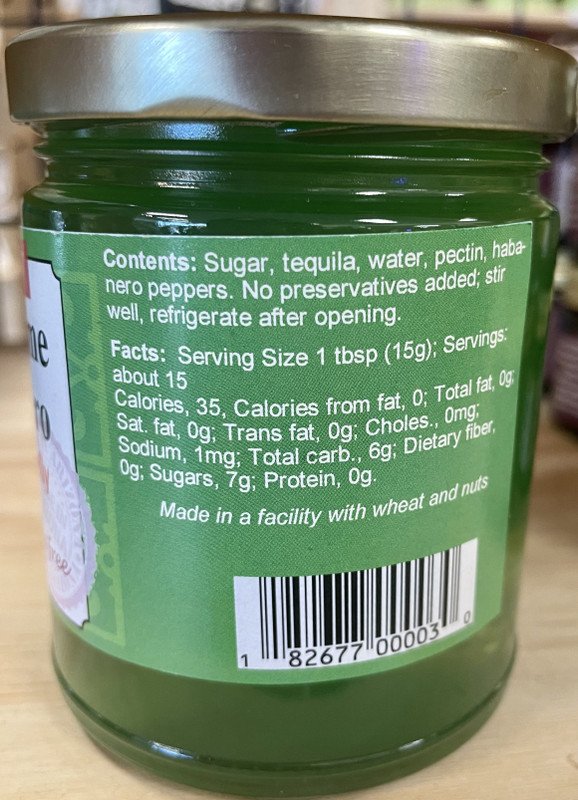 Contents: Sugar, tequila, water, pectin, haba-
nero peppers. No preservatives added; stir
well, refrigerate after opening.
Facts: Serving Size 1 tbsp (15g); Servings:
about 15
Calories, 35, Calories from fat, 0; Total fat, 0g;
Sat. fat, 0g; Trans fat, 0g; Choles., 0mg;
Sodium, 1mg; Total carb., 6g; Dietary fiber,
0g; Sugars, 7g; Protein, 0g.
Made in a facility with wheat and nuts
1 82677 00003 0